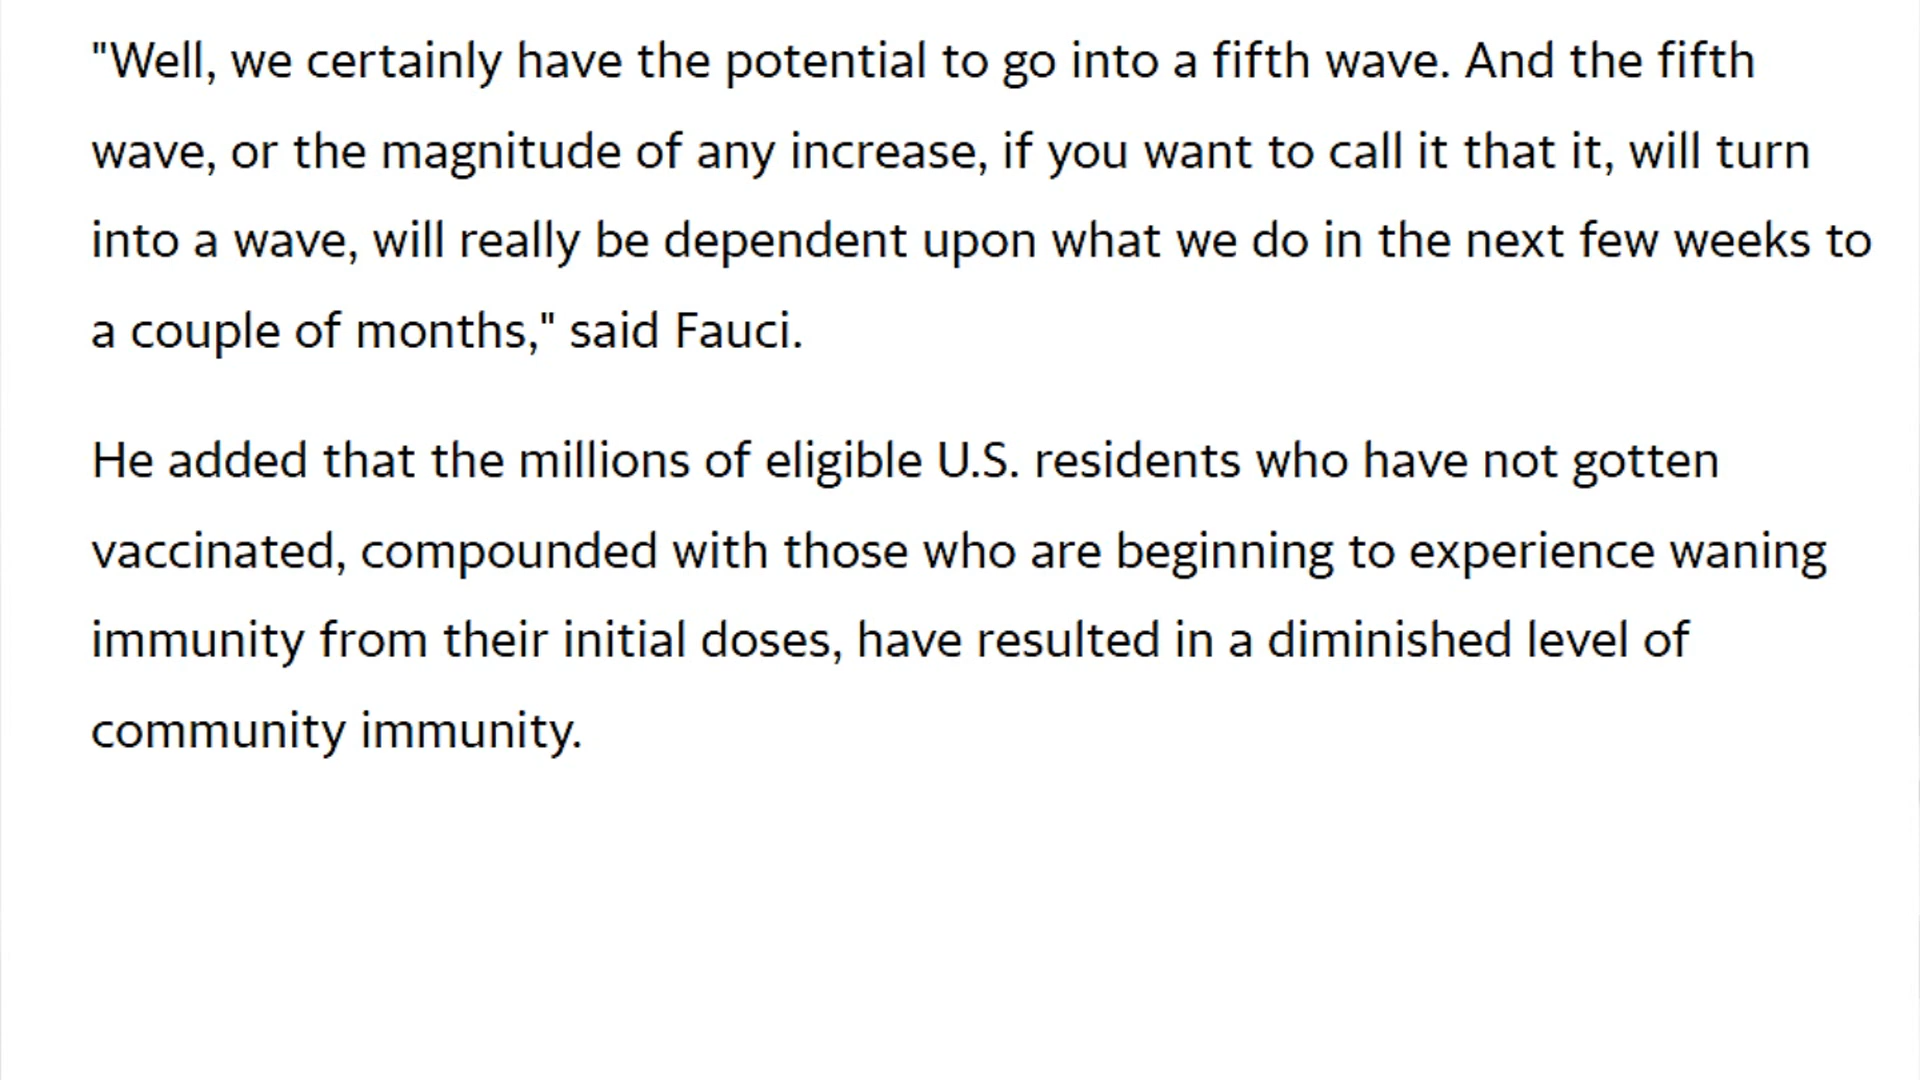 "Well, we certainly have the potential to go into a fifth wave. And the fifth
wave, or the magnitude of any increase, if you want to call it that it, will turn
into a wave, will really be dependent upon what we do in the next few weeks to
a couple of months," said Fauci.
He added that the millions of eligible U.S. residents who have not gotten
vaccinated, compounded with those who are beginning to experience waning
immunity from their initial doses, have resulted in a diminished level of
community immunity.